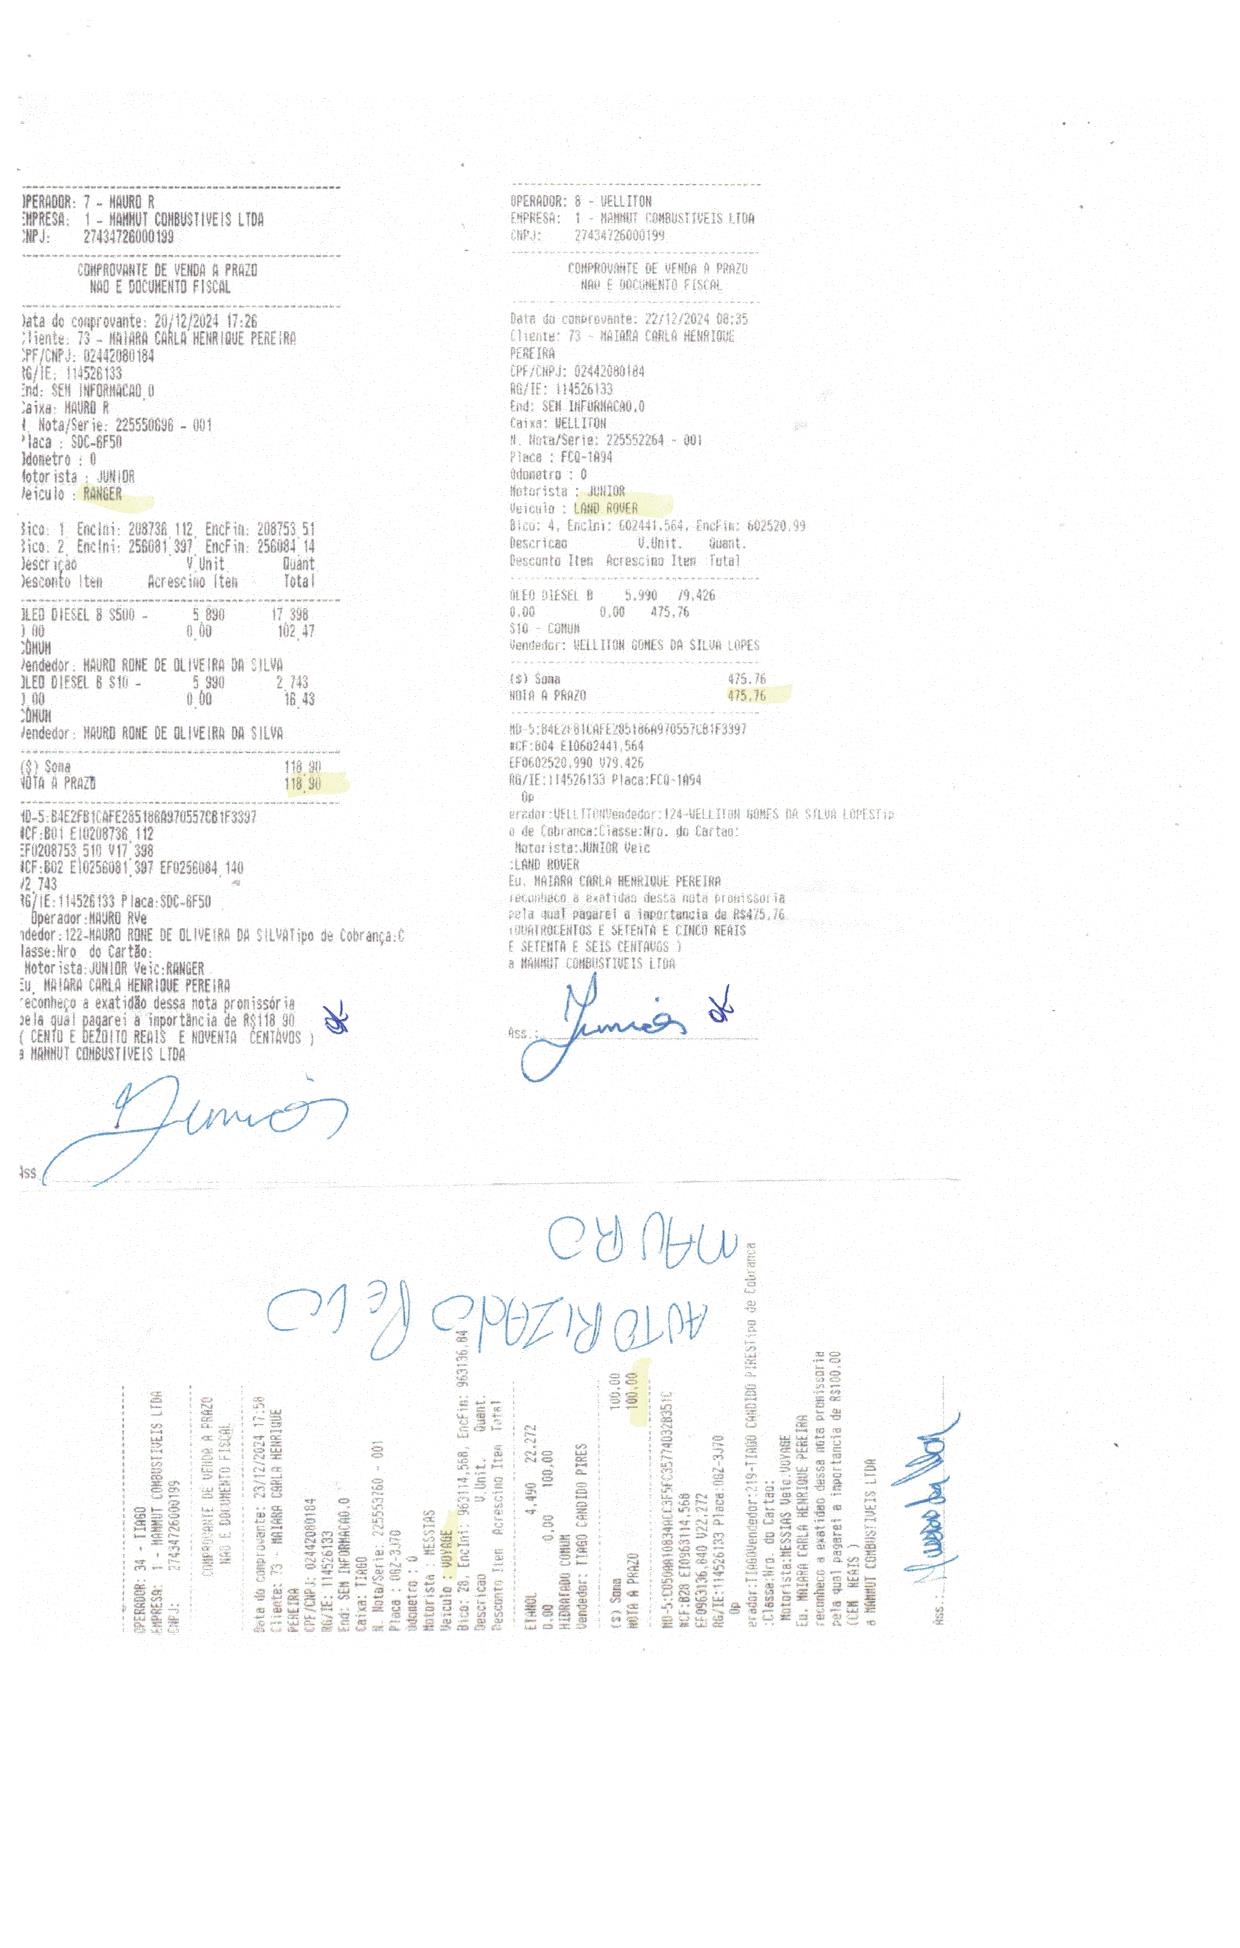 OPERADOR: 7 - MAURO R
EMPRESA: 1 - MAMMUT COMBUSTIVEIS LTDA
CNPJ: 27434726000199
COMPROVANTE DE VENDA A PRAZO
NAO E DOCUMENTO FISCAL
Data do comprovante: 20/12/2024 17:26
Cliente: 73 - MAIARA CARLA HENRIQUE PEREIRA
CPF/CNPJ: 02442080184
RG/IE: 114526133
End: SEM INFORMACAO,0
Caixa: MAURO R
N. Nota/Serie: 225550696 - 001
Placa : SDC-6F50
Odometro : 0
Motorista : JUNIOR
Veiculo : RANGER
Bico: 1, EncIni: 208736,112, EncFin: 208753,51
Bico: 2, EncIni: 256081,397, EncFin: 256084,14
Descrição V.Unit Quant
Desconto Item Acrescimo Item Total
OLEO DIESEL B S500 - 5,890 17,398
0,00 0,00 102,47
COMUM
Vendedor: MAURO RONE DE OLIVEIRA DA SILVA
OLEO DIESEL B S10 - 5,990 2,743
0,00 0,00 16,43
COMUM
Vendedor: MAURO RONE DE OLIVEIRA DA SILVA
($) Soma 118,90
NOTA A PRAZO 118,90
MD-5:B4E2FB1CAFE285186A970557CB1F3397
#CF:B01 EI0208736,112
EF0208753,510 V17,398
#CF:B02 EI0256081,397 EF0256084,140
V2,743
RG/IE:114526133 Placa:SDC-6F50
Operador:MAURO RVe
ndedor:122-MAURO RONE DE OLIVEIRA DA SILVATipo de Cobrança:C
lasse:Nro do Cartão:
Motorista:JUNIOR Veic:RANGER
Eu, MAIARA CARLA HENRIQUE PEREIRA
reconheço a exatidão dessa nota promissória
pela qual pagarei a importância de R$118,90
( CENTO E DEZOITO REAIS E NOVENTA CENTAVOS )
a MAMMUT COMBUSTIVEIS LTDA
OK
Junior
Ass
OPERADOR: 8 - WELLITON
EMPRESA: 1 - MAMMUT COMBUSTIVEIS LTDA
CNPJ: 27434726000199
COMPROVANTE DE VENDA A PRAZO
NAO E DOCUMENTO FISCAL
Data do comprovante: 22/12/2024 08:35
Cliente: 73 - MAIARA CARLA HENRIQUE
PEREIRA
CPF/CNPJ: 02442080184
RG/IE: 114526133
End: SEM INFORMACAO,0
Caixa: WELLITON
N. Nota/Serie: 225552264 - 001
Placa : FCQ-1A94
Odometro : 0
Motorista : JUNIOR
Veiculo : LAND ROVER
Bico: 4, EncIni: 602441,564, EncFin: 602520,99
Descricao V.Unit. Quant.
Desconto Item Acrescimo Item Total
OLEO DIESEL B 5,990 79,426
0,00 0,00 475,76
S10 - COMUM
Vendedor: WELLITON GOMES DA SILVA LOPES
($) Soma 475,76
NOTA A PRAZO 475,76
MD-5:B4E2FB1CAFE285186A970557CB1F3397
#CF:B04 EI0602441,564
EF0602520,990 V79,426
RG/IE:114526133 Placa:FCQ-1A94
Op
erador:WELLITONVendedor:124-WELLITON GOMES DA SILVA LOPESTip
o de Cobranca:Classe:Nro. do Cartao:
Motorista:JUNIOR Veic
:LAND ROVER
Eu, MAIARA CARLA HENRIQUE PEREIRA
reconheco a exatidao dessa nota promissoria
pela qual pagarei a importancia de R$475,76
(QUATROCENTOS E SETENTA E CINCO REAIS
E SETENTA E SEIS CENTAVOS )
a MAMMUT COMBUSTIVEIS LTDA
Ass.: Junior OK
AUTORIZADO PELO
MAURO
OPERADOR: 34 - TIAGO
EMPRESA: 1 - MAMMUT COMBUSTIVEIS LTDA
CNPJ: 27434726000199
COMPROVANTE DE VENDA A PRAZO
NAO E DOCUMENTO FISCAL
Data do comprovante: 23/12/2024 17:58
Cliente: 73 - MAIARA CARLA HENRIQUE
PEREIRA
CPF/CNPJ: 02442080184
RG/IE: 114526133
End: SEM INFORMACAO,0
Caixa: TIAGO
N. Nota/Serie: 225553760 - 001
Placa : OGZ-3J70
Odometro : 0
Motorista : MESSIAS
Veiculo : VOYAGE
Bico: 28, EncIni: 963114,568, EncFin: 963136,84
Descricao V.Unit. Quant.
Desconto Item Acrescimo Item Total
ETANOL 4,490 22,272
0,00 0,00 100,00
HIDRATADO COMUM
Vendedor: TIAGO CANDIDO PIRES
($) Soma 100,00
NOTA A PRAZO 100,00
#CF:B28 EI0963114,568
EF0963136,840 V22,272
RG/IE:114526133 Placa:OGZ-3J70
Op
erador:TIAGOVendedor:219-TIAGO CANDIDO PIRESTipo de Cobranca
:Classe:Nro. do Cartao:
Motorista:MESSIAS Veic:VOYAGE
Eu, MAIARA CARLA HENRIQUE PEREIRA
reconheco a exatidao dessa nota promissoria
pela qual pagarei a importancia de R$100,00
(CEM REAIS )
a MAMMUT COMBUSTIVEIS LTDA
Ass.: